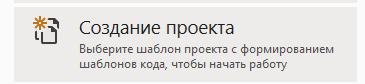 Создание проекта
Выберите шаблон проекта с формированием
шаблонов кода, чтобы начать работу